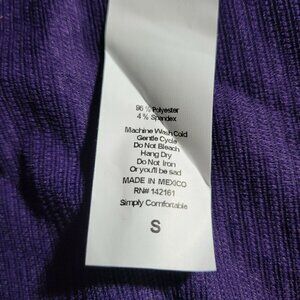 96 % Polyester
4 % Spandex
Machine Wash Cold
Gentle Cycle
Do Not Bleach
Hang Dry
Do Not Iron
Or you'll be sad
MADE IN MEXICO
RN# 142161
Simply Comfortable
S